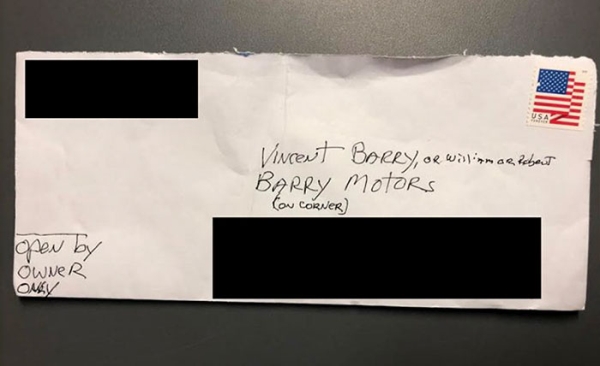 USA
VINCENT BARRY, OR William OR Robert
BARRY MOTORS
(ON CORNER)
OPEN by
OWNER
ONLY